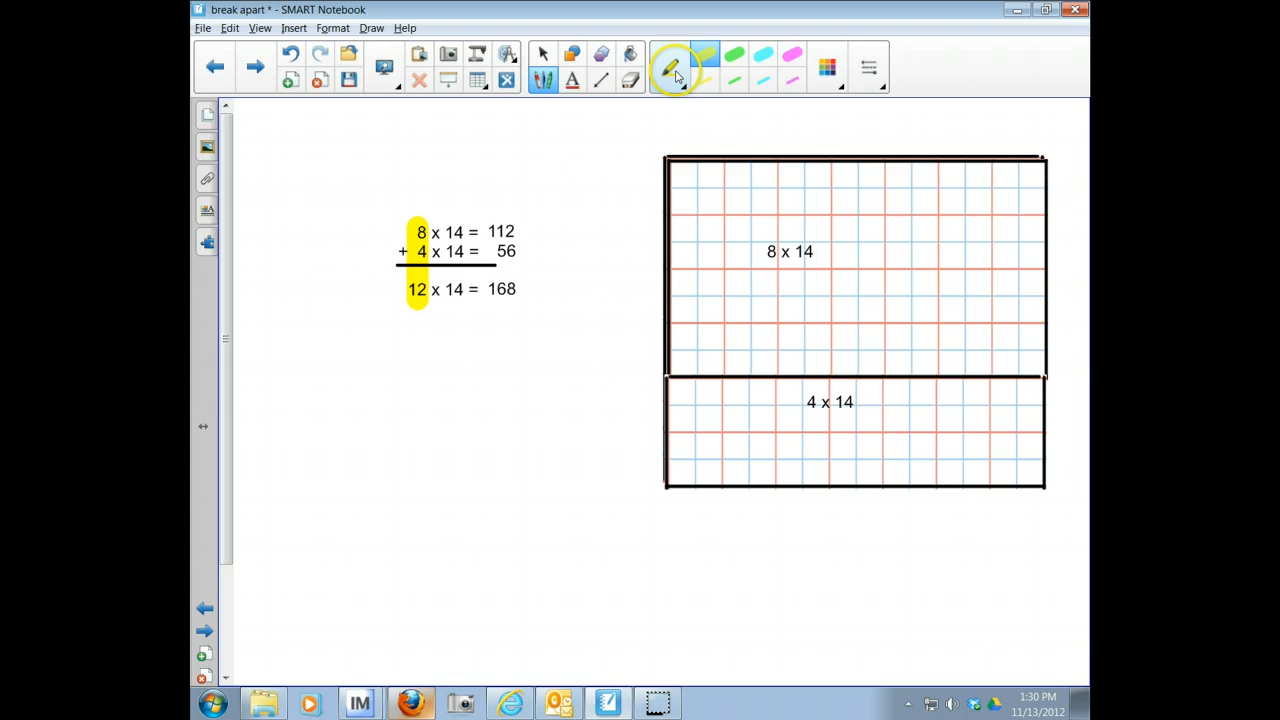 break apart * - SMART Notebook
File Edit View Insert Format Draw Help
8 x 14 = 112
+ 4 x 14 = 56
12 x 14 = 168
8 x 14
4 x 14
IM
1:30 PM
11/13/2012